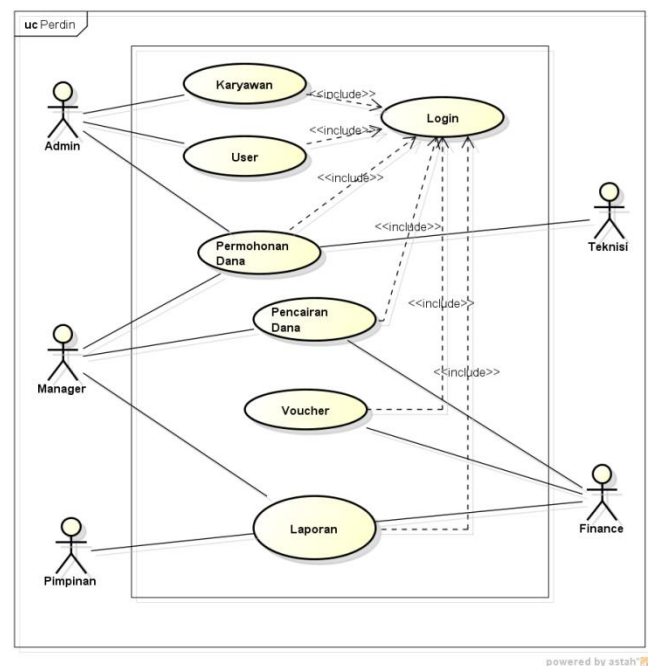 uc Perdin
Karyawan
<<include>>
Login
Admin
<<include>>
User
<<include>>
Permohonan
Dana
<<include>>
Teknisi
Pencairan
Dana
<<include>>
Manager
<<include>>
Voucher
Laporan
Finance
Pimpinan
powered by astah*